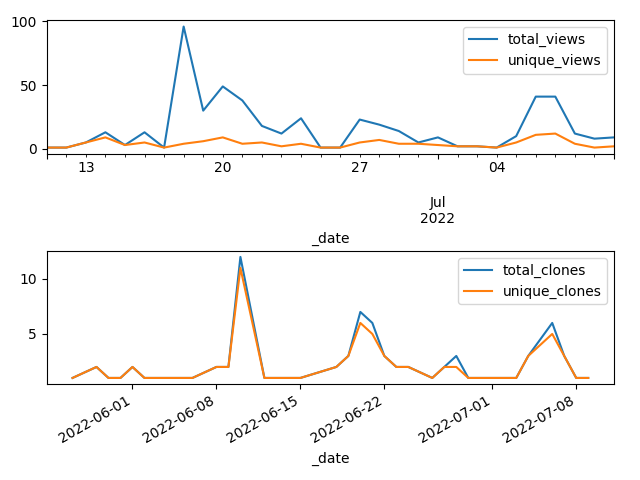 100
50
0
total_views
unique_views
13
20
27
04
Jul
2022
_date
10
5
total_clones
unique_clones
2022-06-01
2022-06-08
2022-06-15
2022-06-22
2022-07-01
2022-07-08
_date